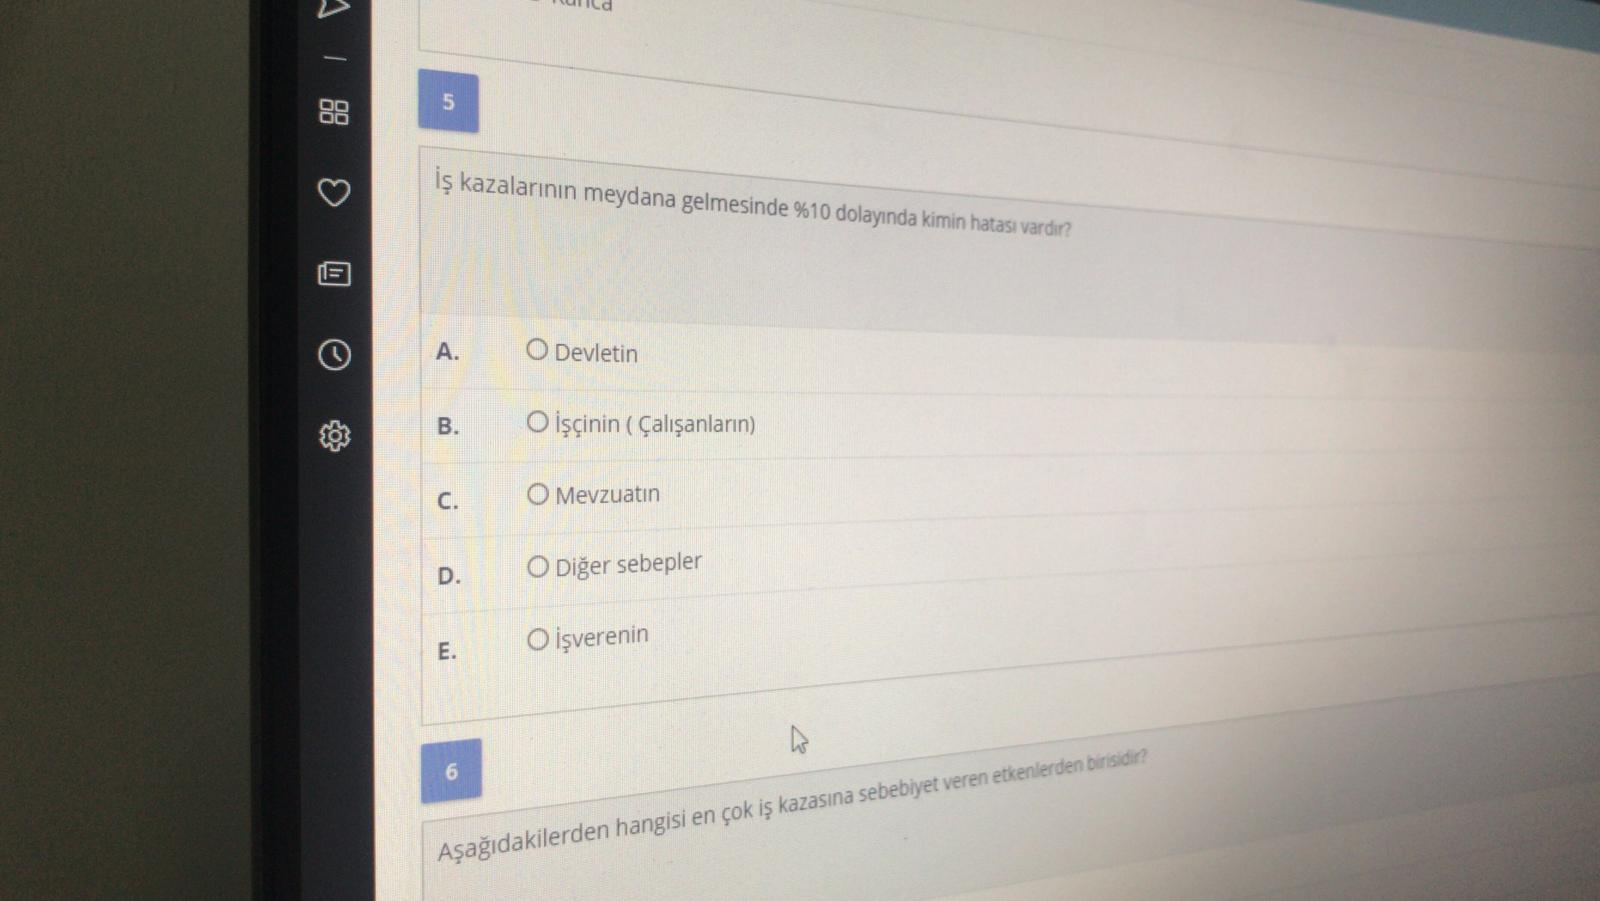 5
İş kazalarının meydana gelmesinde %10 dolayında kimin hatası vardır?
A. Devletin
B. İşçinin ( Çalışanların)
C. Mevzuatın
D. Diğer sebepler
E. İşverenin
6
Aşağıdakilerden hangisi en çok iş kazasına sebebiyet veren etkenlerden birisidir?